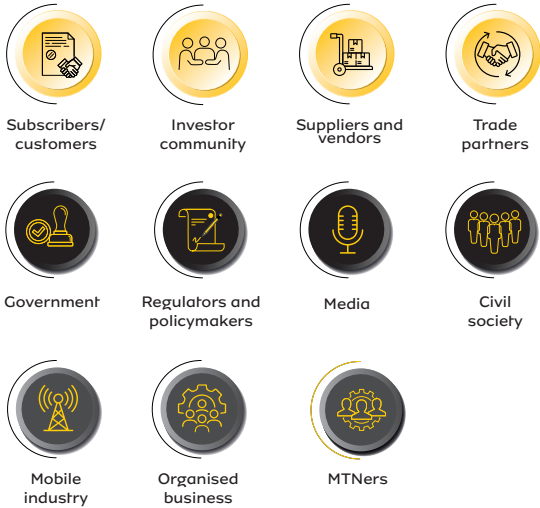 Subscribers/
customers
Investor
community
Suppliers and
vendors
Trade
partners
Government
Regulators and
policymakers
Media
Civil
society
Mobile
industry
Organised
business
MTNers